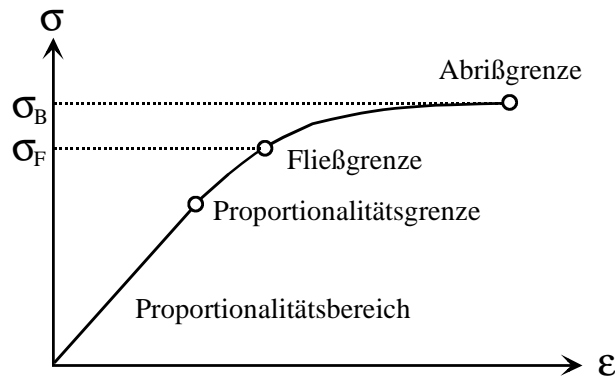 σ
Abrißgrenze
σB
σF
Fließgrenze
Proportionalitätsgrenze
Proportionalitätsbereich
ε